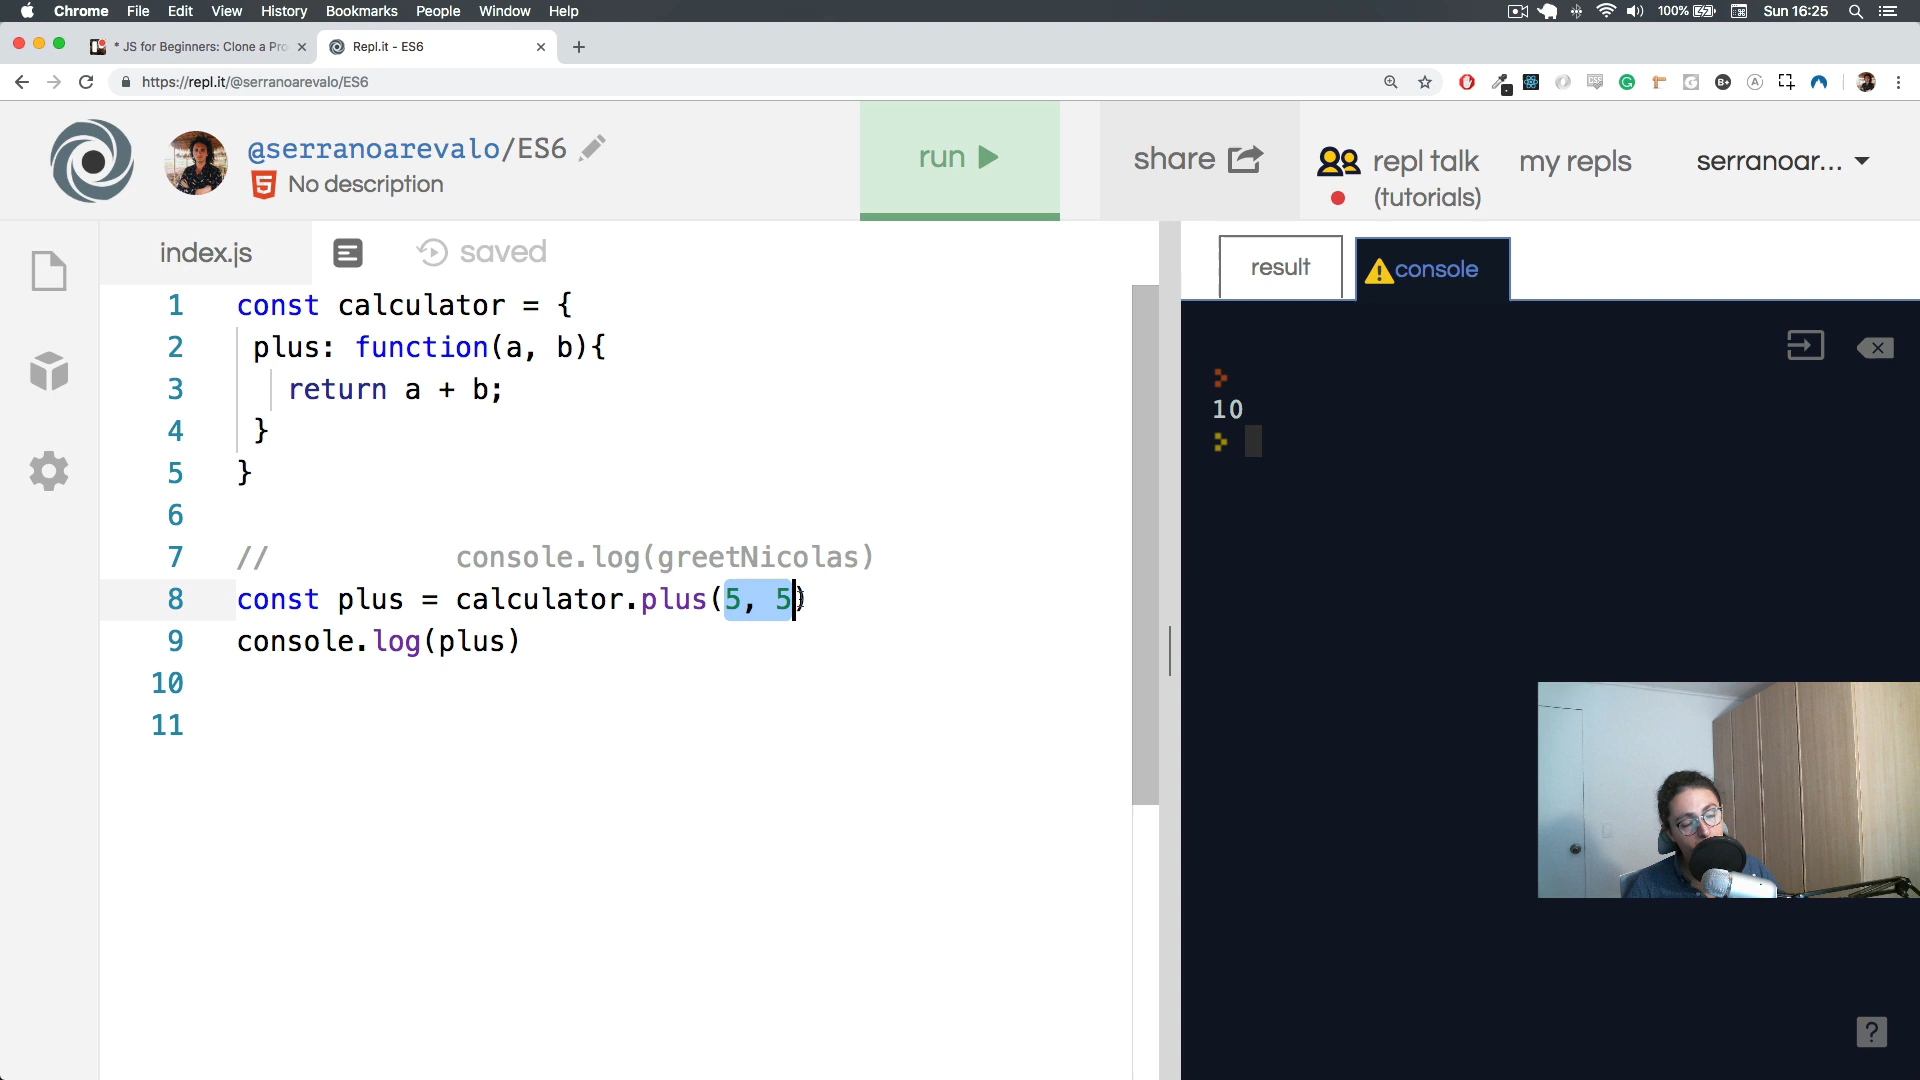 Chrome File Edit View History Bookmarks People Window Help 100% Sun 16:25
* JS for Beginners: Clone a Pro Repl.it - ES6
https://repl.it/@serranoarevalo/ES6
@serranoarevalo/ES6
No description
run
share
repl talk
(tutorials)
my repls
serranoar...
index.js
saved
result
console
1 const calculator = {
2 plus: function(a, b){
3 return a + b;
4 }
5 }
6
7 // console.log(greetNicolas)
8 const plus = calculator.plus(5, 5)
9 console.log(plus)
10
11
10